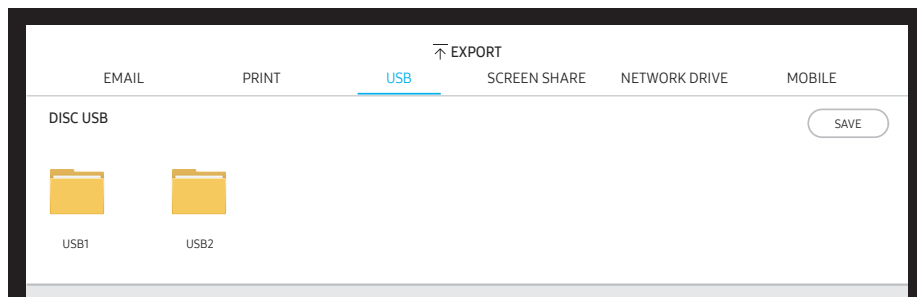 EXPORT
EMAIL PRINT USB SCREEN SHARE NETWORK DRIVE MOBILE
DISC USB SAVE
USB1 USB2